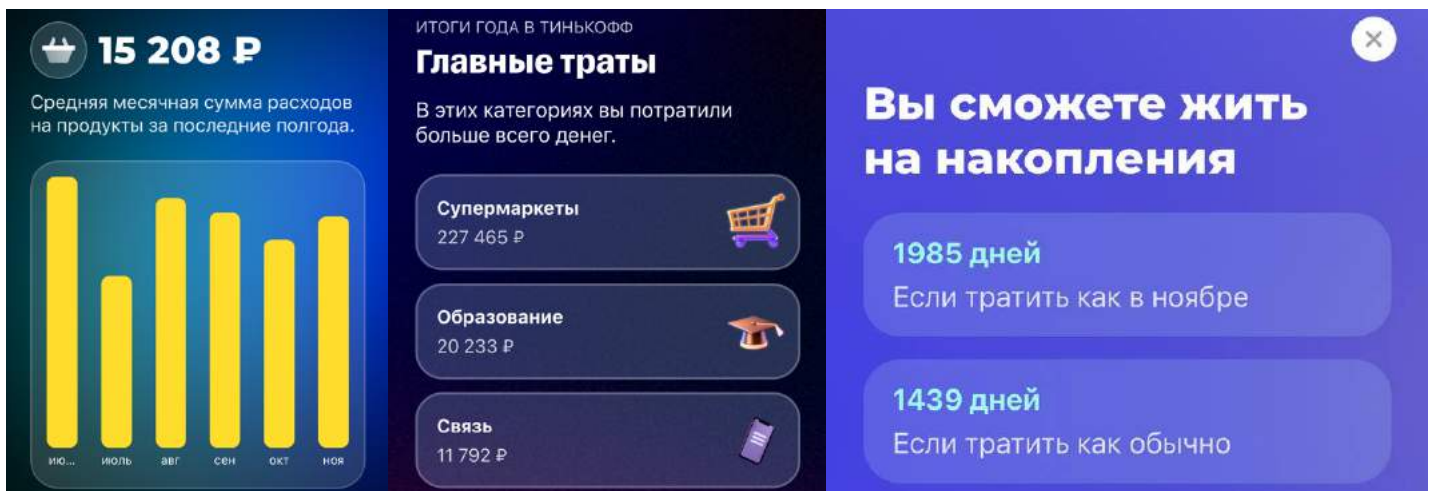 15 208 ₽
Средняя месячная сумма расходов
на продукты за последние полгода.
ию...
июль
авг
сен
окт
ноя
ИТОГИ ГОДА В ТИНЬКОФФ
Главные траты
В этих категориях вы потратили
больше всего денег.
Супермаркеты
227 465 ₽
Образование
20 233 ₽
Связь
11 792 ₽
Вы сможете жить
на накопления
1985 дней
Если тратить как в ноябре
1439 дней
Если тратить как обычно